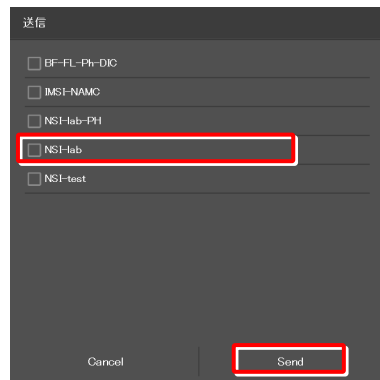 送信
BF-FL-Ph-DIC
IMSI-NAMC
NSI-lab-PH
NSI-lab
NSI-test
Cancel
Send